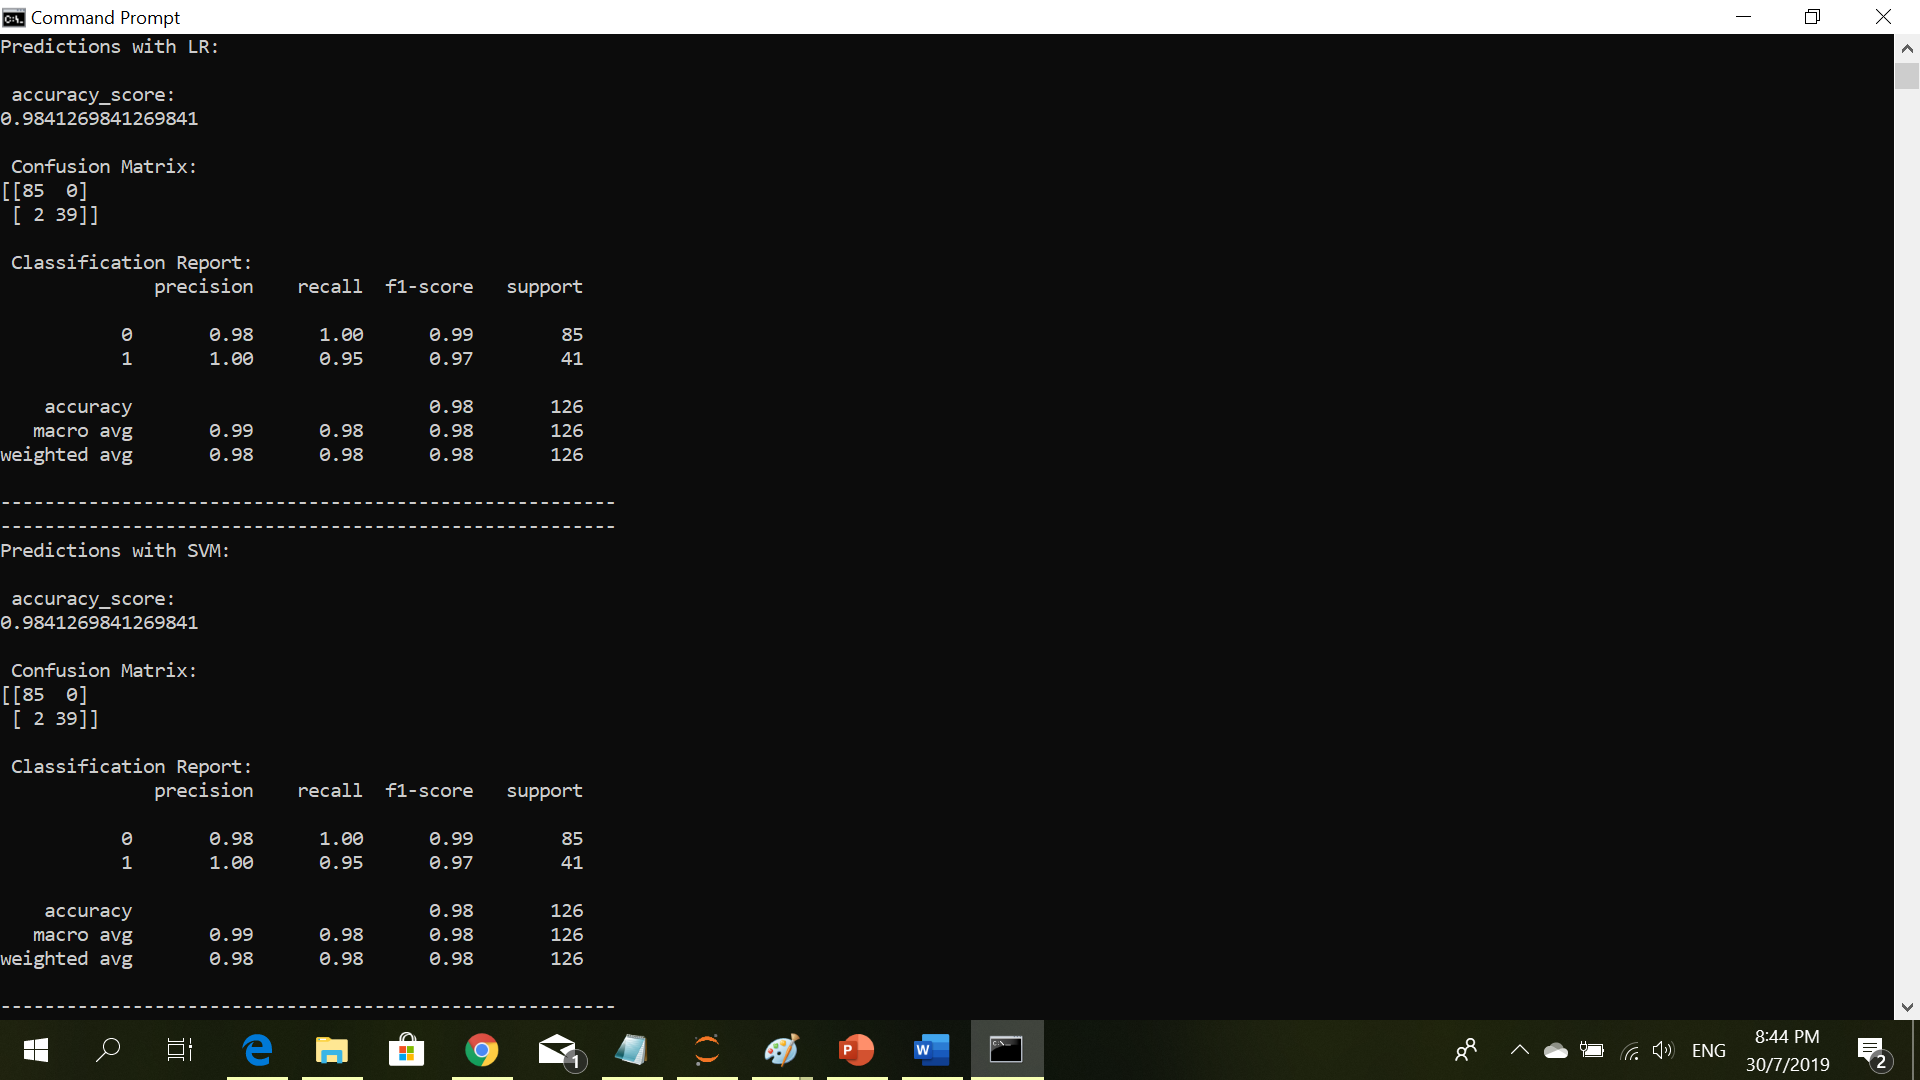 Command Prompt
Predictions with LR:
accuracy_score:
0.9841269841269841
Confusion Matrix:
[[85  0]
 [ 2 39]]
Classification Report:
              precision    recall  f1-score   support
           0       0.98      1.00      0.99        85
           1       1.00      0.95      0.97        41
    accuracy                           0.98       126
   macro avg       0.99      0.98      0.98       126
weighted avg       0.98      0.98      0.98       126
--------------------------------------------------------
--------------------------------------------------------
Predictions with SVM:
accuracy_score:
0.9841269841269841
Confusion Matrix:
[[85  0]
 [ 2 39]]
Classification Report:
              precision    recall  f1-score   support
           0       0.98      1.00      0.99        85
           1       1.00      0.95      0.97        41
    accuracy                           0.98       126
   macro avg       0.99      0.98      0.98       126
weighted avg       0.98      0.98      0.98       126
--------------------------------------------------------
1
P
W
ENG
8:44 PM
30/7/2019
2